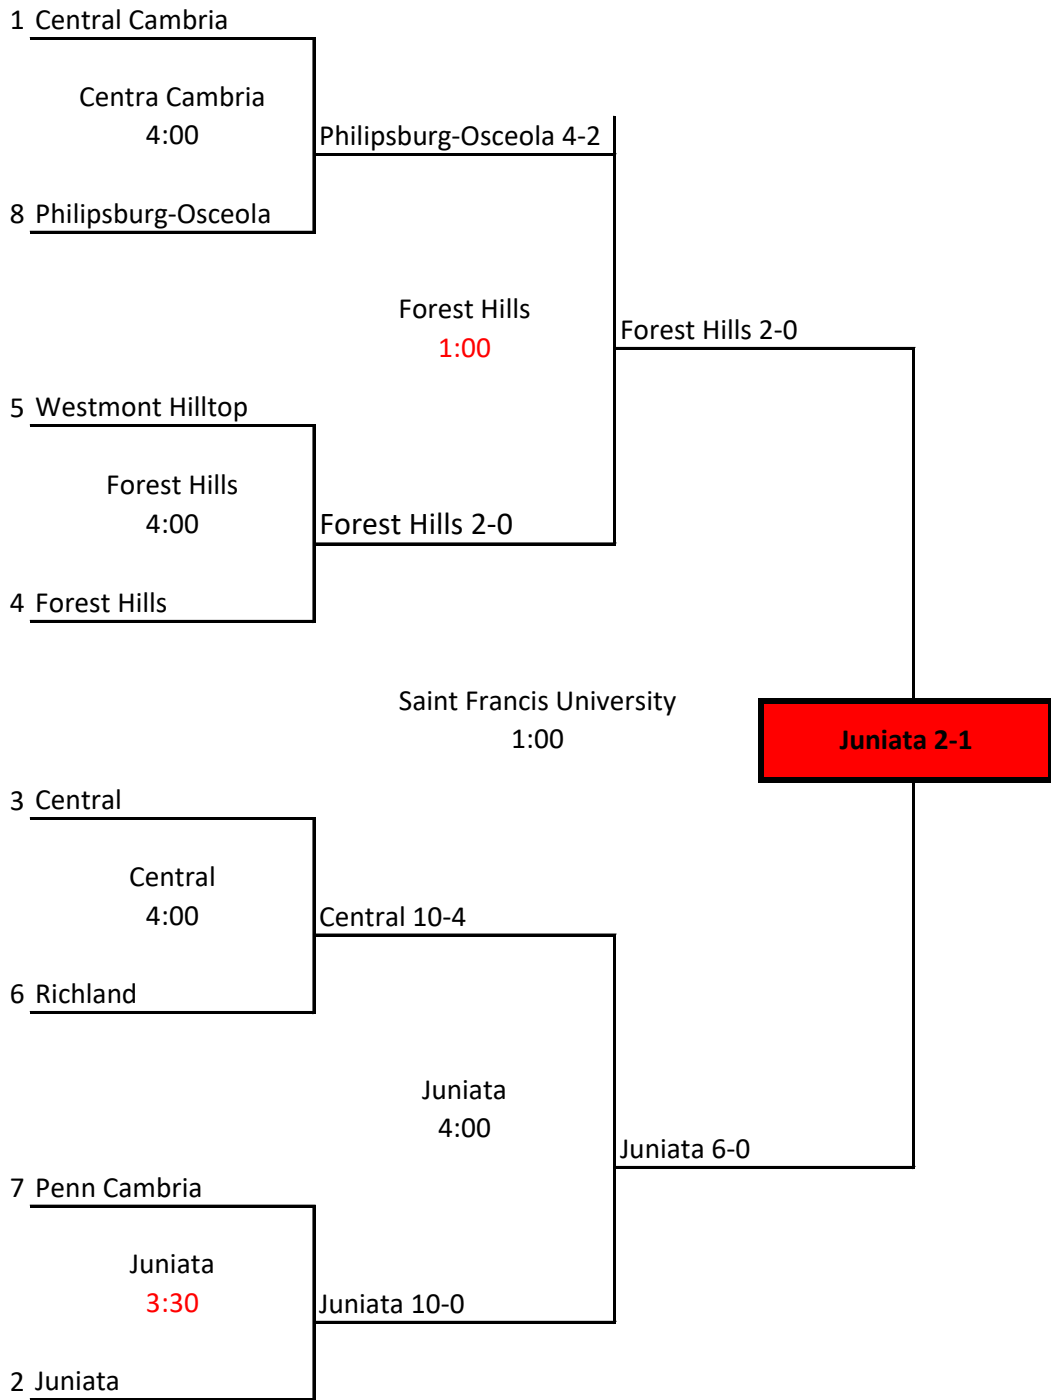 1 Central Cambria
Centra Cambria
4:00
Philipsburg-Osceola 4-2
8 Philipsburg-Osceola
Forest Hills
1:00
Forest Hills 2-0
5 Westmont Hilltop
Forest Hills
4:00
Forest Hills 2-0
4 Forest Hills
Saint Francis University
1:00
Juniata 2-1
3 Central
Central
4:00
Central 10-4
6 Richland
Juniata
4:00
Juniata 6-0
7 Penn Cambria
Juniata
3:30
Juniata 10-0
2 Juniata